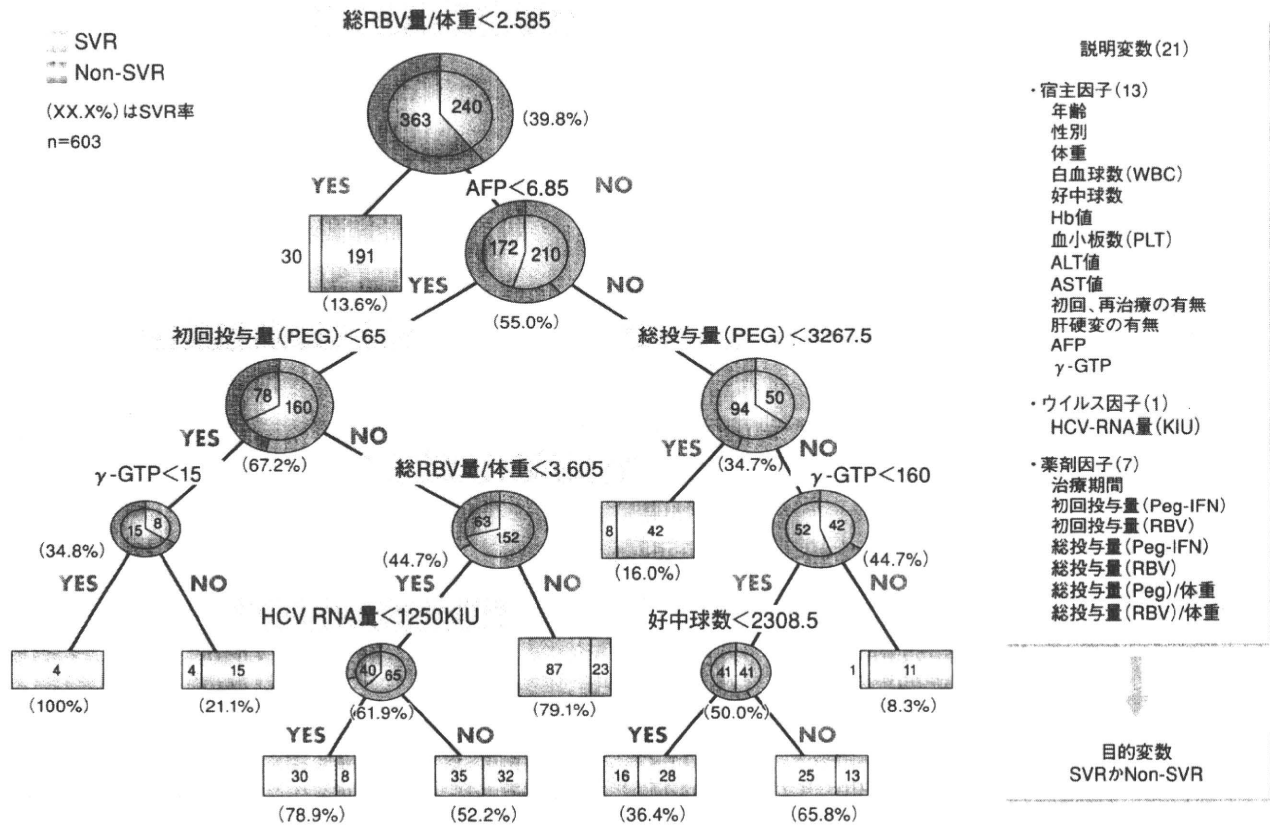 総RBV量/体重<2.585
SVR
Non-SVR
(XX.X%)はSVR率
n=603
363
240
(39.8%)
YES
NO
AFP<6.85
30
191
(13.6%)
172
210
(55.0%)
YES
NO
初回投与量(PEG)<65
総投与量(PEG)<3267.5
78
160
(67.2%)
94
50
(34.7%)
YES
NO
YES
NO
γ-GTP<15
総RBV量/体重<3.605
γ-GTP<160
15
8
(34.8%)
63
152
(44.7%)
8
42
(16.0%)
52
42
(44.7%)
YES
NO
YES
NO
YES
NO
HCV RNA量<1250KIU
好中球数<2308.5
4
(100%)
4
15
(21.1%)
40
65
(61.9%)
87
23
(79.1%)
41
41
(50.0%)
1
11
(8.3%)
YES
NO
YES
NO
30
8
(78.9%)
35
32
(52.2%)
16
28
(36.4%)
25
13
(65.8%)
説明変数(21)
・宿主因子(13)
年齢
性別
体重
白血球数(WBC)
好中球数
Hb値
血小板数(PLT)
ALT値
AST値
初回、再治療の有無
肝硬変の有無
AFP
γ-GTP
・ウイルス因子(1)
HCV-RNA量(KIU)
・薬剤因子(7)
治療期間
初回投与量(Peg-IFN)
初回投与量(RBV)
総投与量(Peg-IFN)
総投与量(RBV)
総投与量(Peg)/体重
総投与量(RBV)/体重
目的変数
SVRかNon-SVR